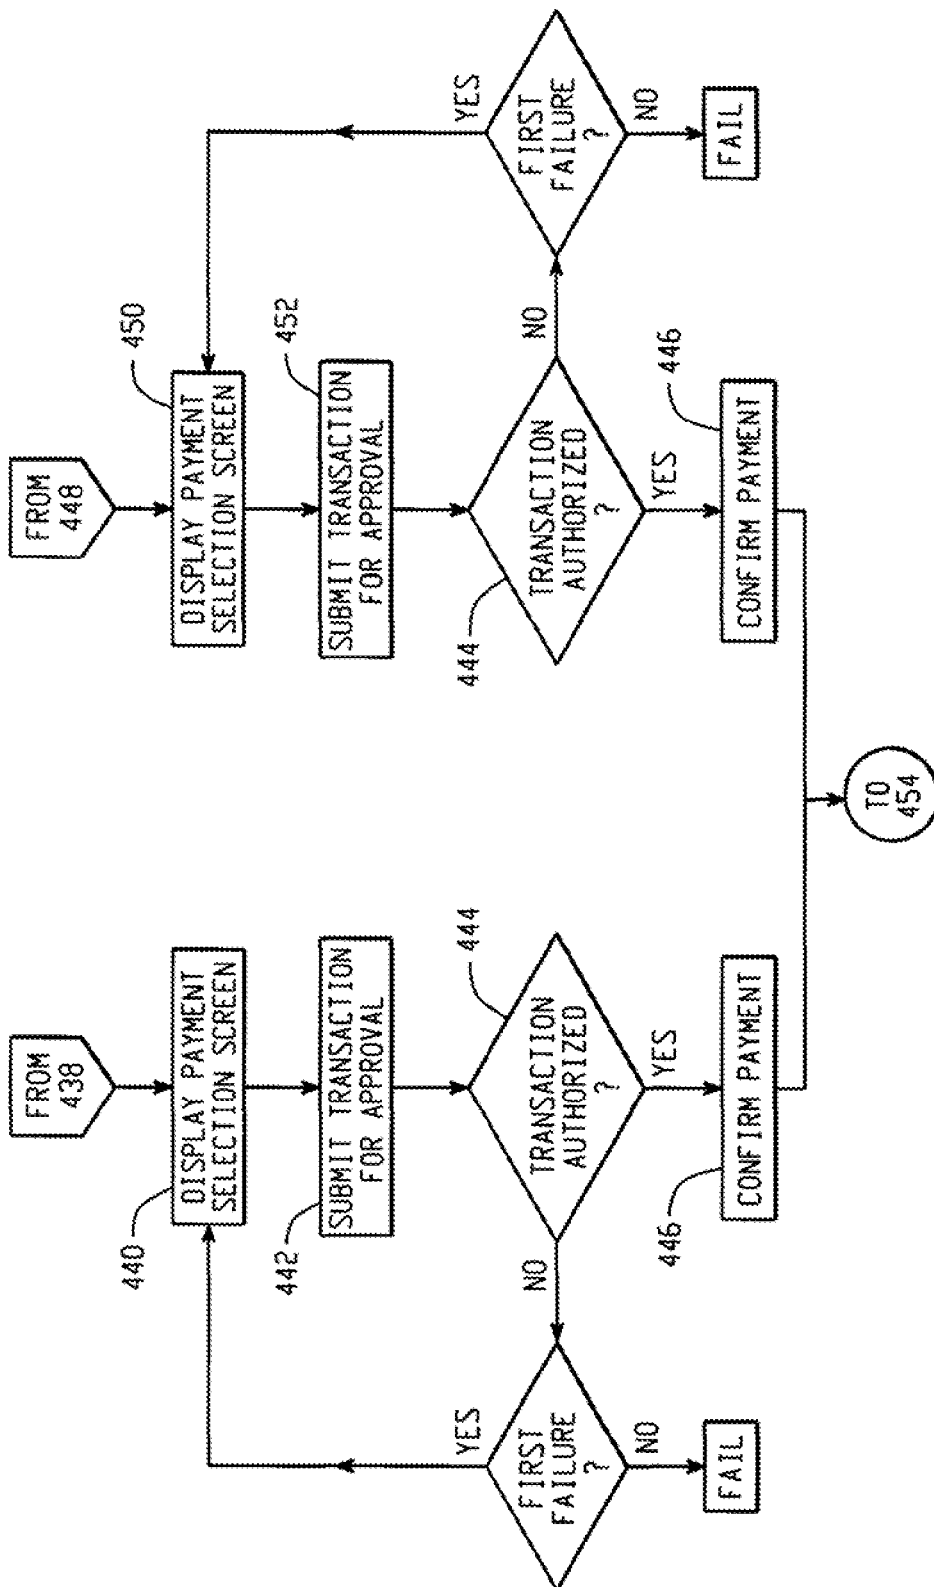 FROM
438
440
DISPLAY PAYMENT
SELECTION SCREEN
442
SUBMIT TRANSACTION
FOR APPROVAL
444
TRANSACTION
AUTHORIZED
?
NO
YES
FIRST
FAILURE
?
YES
NO
FAIL
446
CONFIRM PAYMENT
FROM
448
450
DISPLAY PAYMENT
SELECTION SCREEN
452
SUBMIT TRANSACTION
FOR APPROVAL
444
TRANSACTION
AUTHORIZED
?
NO
YES
FIRST
FAILURE
?
YES
NO
FAIL
446
CONFIRM PAYMENT
TO
454